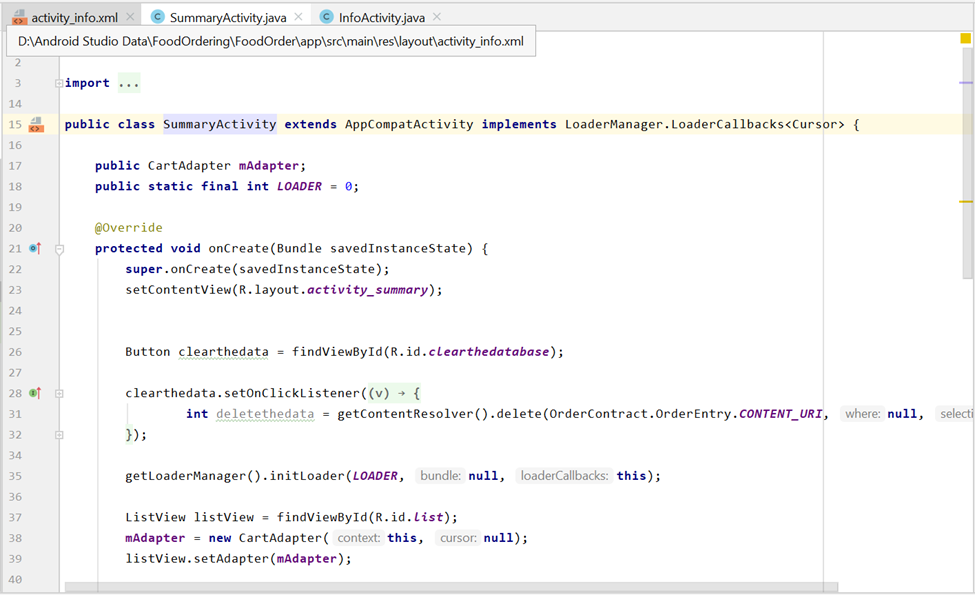 activity_info.xml SummaryActivity.java InfoActivity.java
D:\Android Studio Data\FoodOrdering\FoodOrder\app\src\main\res\layout\activity_info.xml
2
3 import ...
14
15 public class SummaryActivity extends AppCompatActivity implements LoaderManager.LoaderCallbacks<Cursor> {
16
17 public CartAdapter mAdapter;
18 public static final int LOADER = 0;
19
20 @Override
21 protected void onCreate(Bundle savedInstanceState) {
22 super.onCreate(savedInstanceState);
23 setContentView(R.layout.activity_summary);
24
25
26 Button clearthedata = findViewById(R.id.clearthedatabase);
27
28 clearthedata.setOnClickListener((v) → {
31 int deletethedata = getContentResolver().delete(OrderContract.OrderEntry.CONTENT_URI, where: null, selecti
32 });
34
35 getLoaderManager().initLoader(LOADER, bundle: null, loaderCallbacks: this);
36
37 ListView listView = findViewById(R.id.list);
38 mAdapter = new CartAdapter( context: this, cursor: null);
39 listView.setAdapter(mAdapter);
40